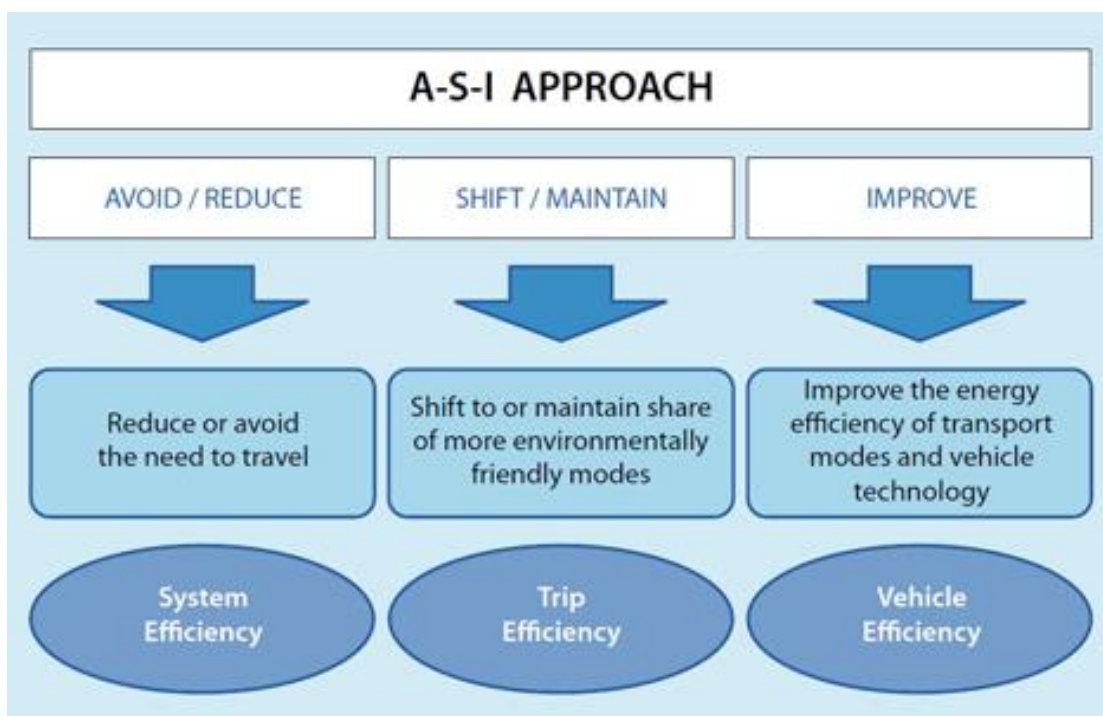 A-S-I APPROACH
AVOID / REDUCE
SHIFT / MAINTAIN
IMPROVE
Reduce or avoid
the need to travel
Shift to or maintain share
of more environmentally
friendly modes
Improve the energy
efficiency of transport
modes and vehicle
technology
System
Efficiency
Trip
Efficiency
Vehicle
Efficiency